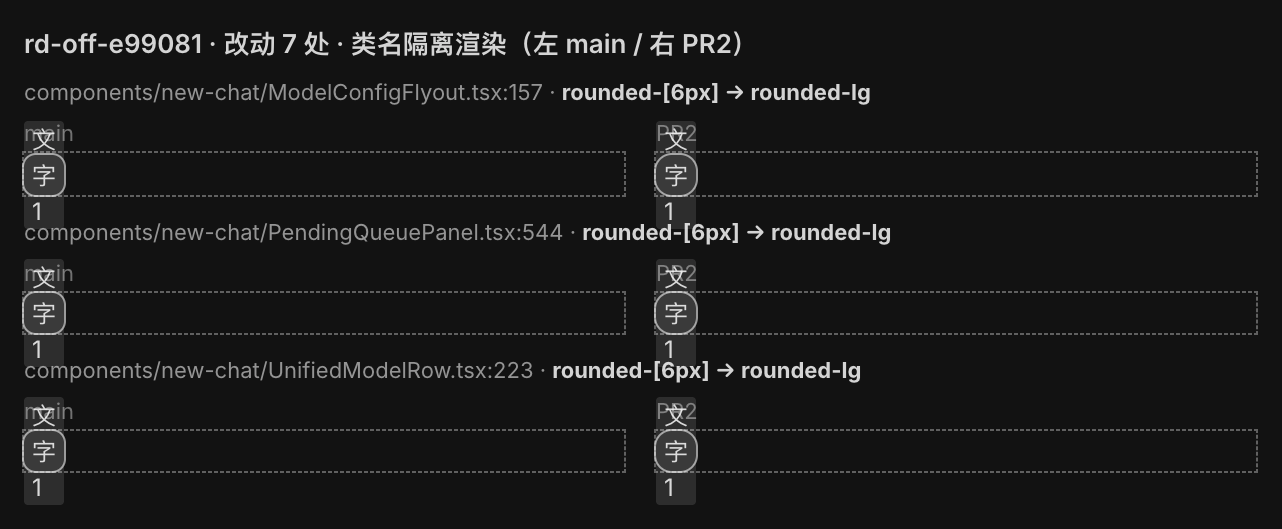 rd-off-e99081 · 改动 7 处 · 类名隔离渲染（左 main / 右 PR2）
components/new-chat/ModelConfigFlyout.tsx:157 · rounded-[6px] → rounded-lg
main PR2
文 文
字 字
1 1
components/new-chat/PendingQueuePanel.tsx:544 · rounded-[6px] → rounded-lg
main PR2
文 文
字 字
1 1
components/new-chat/UnifiedModelRow.tsx:223 · rounded-[6px] → rounded-lg
main PR2
文 文
字 字
1 1